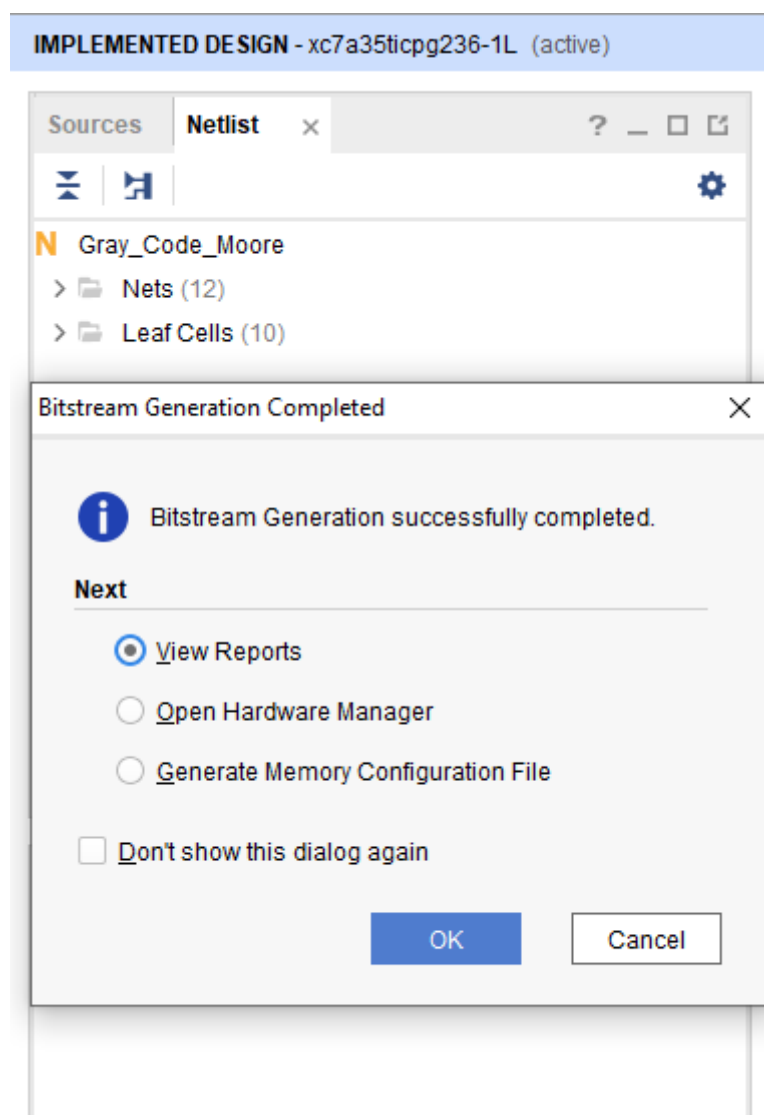 IMPLEMENTED DESIGN - xc7a35ticpg236-1L (active)
Sources Netlist × ?
N Gray_Code_Moore
Nets (12)
Leaf Cells (10)
Bitstream Generation Completed
Bitstream Generation successfully completed.
Next
View Reports
Open Hardware Manager
Generate Memory Configuration File
Don't show this dialog again
OK Cancel